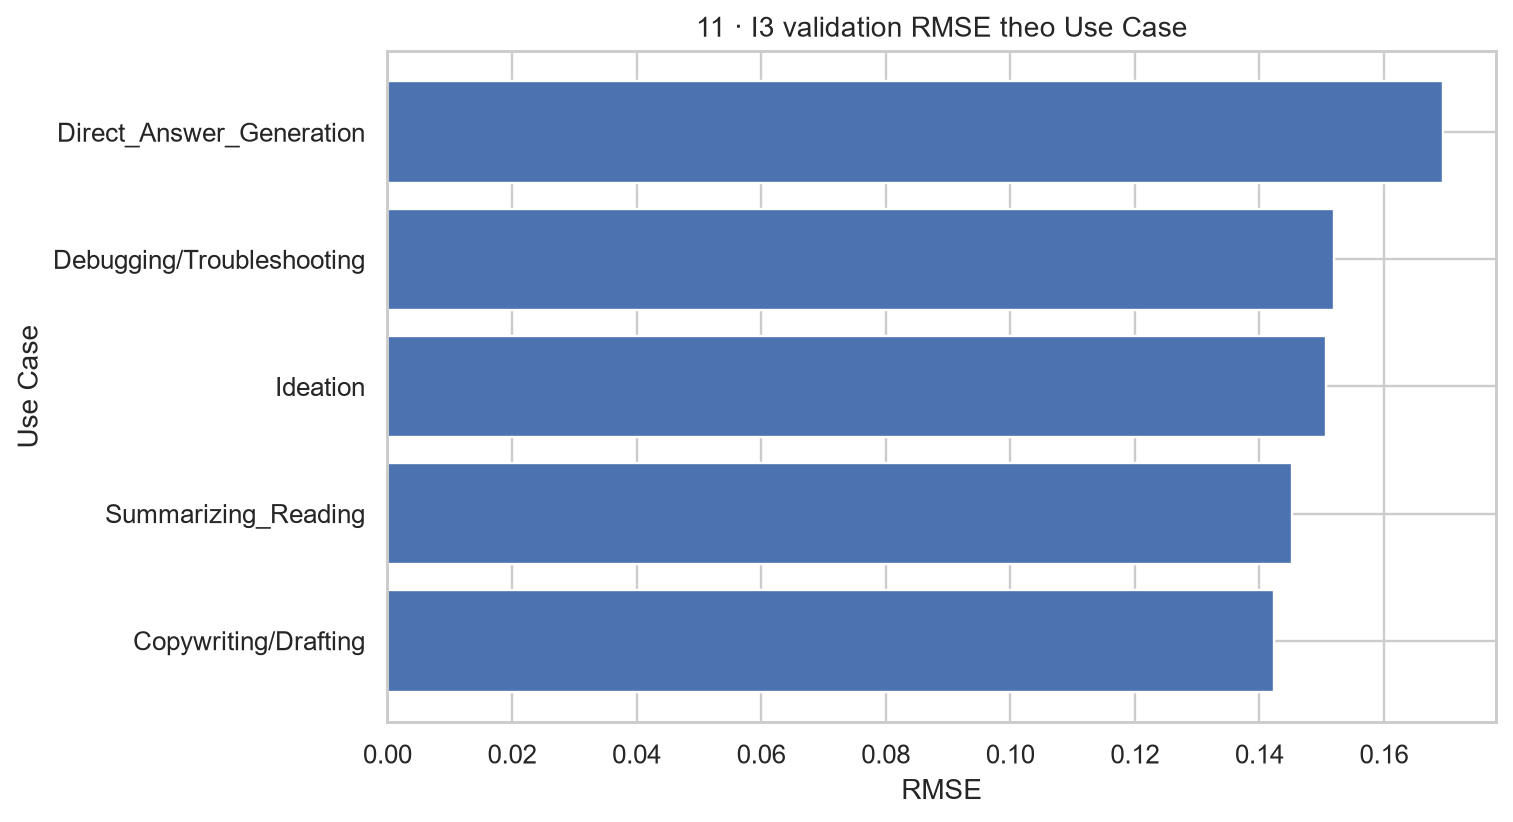 11 · I3 validation RMSE theo Use Case
Direct_Answer_Generation
Debugging/Troubleshooting
Ideation
Summarizing_Reading
Copywriting/Drafting
Use Case
0.00 0.02 0.04 0.06 0.08 0.10 0.12 0.14 0.16
RMSE